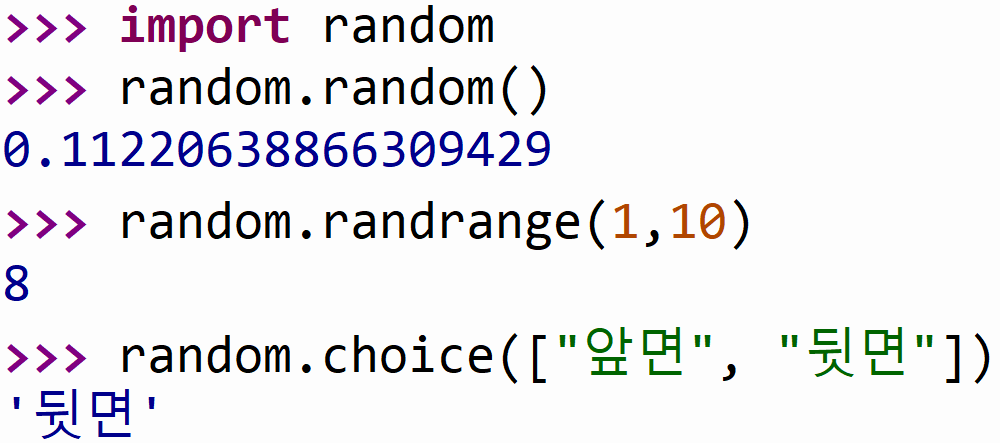 >>> import random
>>> random.random()
0.11220638866309429
>>> random.randrange(1,10)
8
>>> random.choice(["앞면", "뒷면"])
'뒷면'